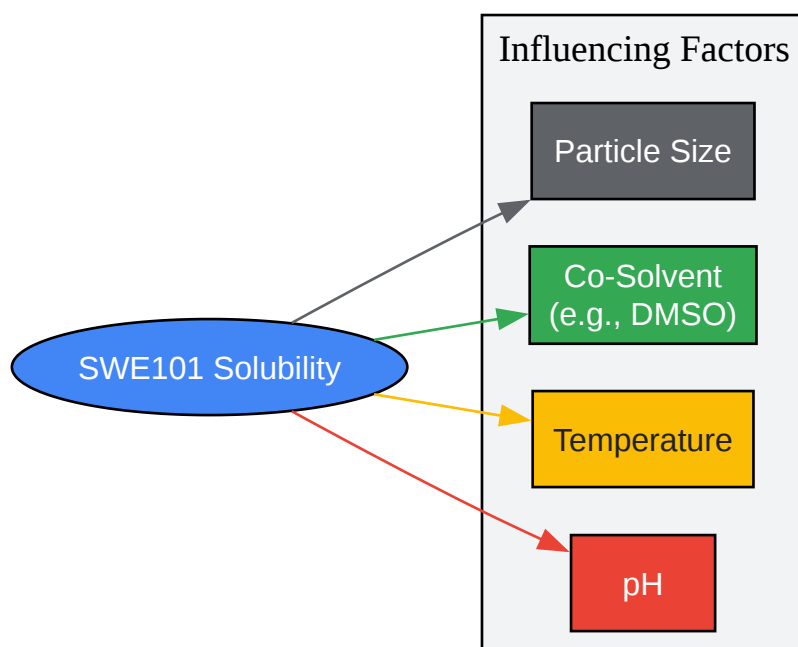 Influencing Factors
Particle Size
Co-Solvent
(e.g., DMSO)
SWE101 Solubility
Temperature
pH